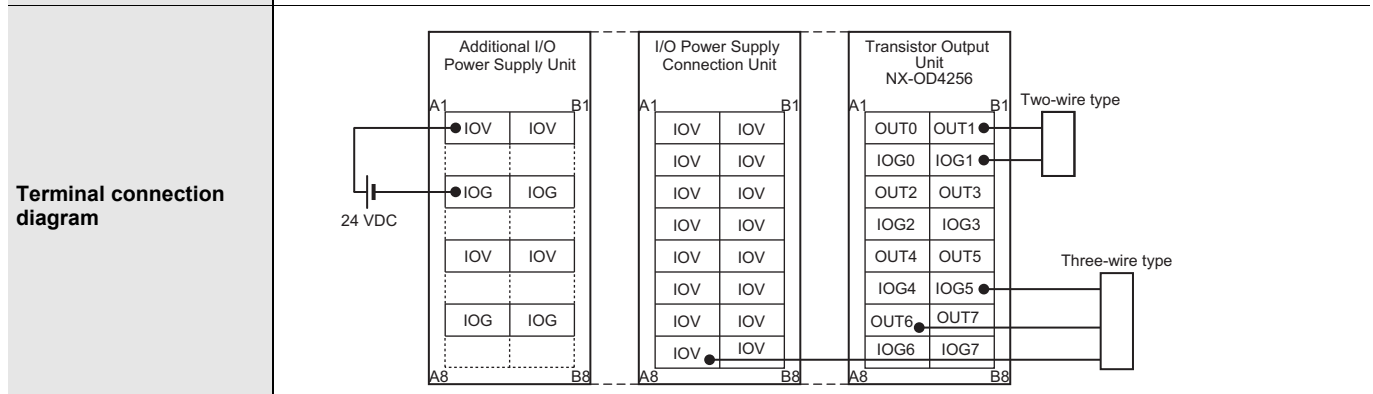 Terminal connection
diagram
24 VDC
Additional I/O
Power Supply Unit
A1 B1
IOV IOV
IOG IOG
IOV IOV
IOG IOG
A8 B8
I/O Power Supply
Connection Unit
A1 B1
IOV IOV
IOV IOV
IOV IOV
IOV IOV
IOV IOV
IOV IOV
IOV IOV
IOV IOV
A8 B8
Transistor Output
Unit
NX-OD4256
A1 B1
OUT0 OUT1
IOG0 IOG1
OUT2 OUT3
IOG2 IOG3
OUT4 OUT5
IOG4 IOG5
OUT6 OUT7
IOG6 IOG7
A8 B8
Two-wire type
Three-wire type